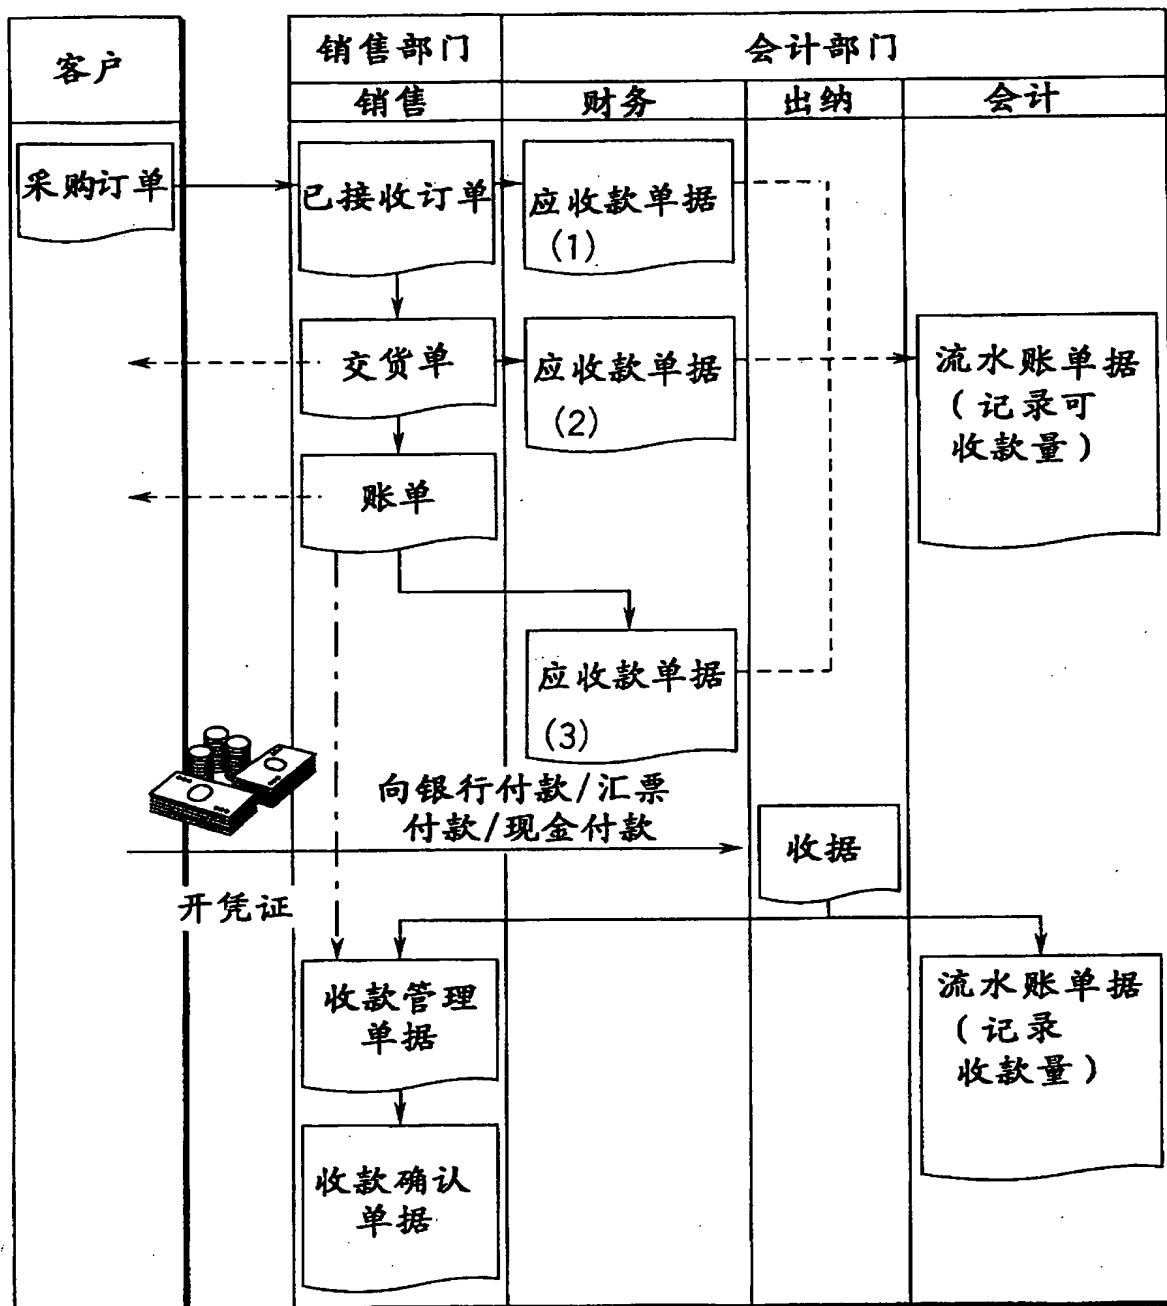 客户
销售部门
会计部门
销售
财务
出纳
会计
采购订单
已接收订单
应收款单据
(1)
交货单
应收款单据
(2)
流水账单据
(记录可
收款量)
账单
应收款单据
(3)
向银行付款/汇票
付款/现金付款
收据
开凭证
收款管理
单据
流水账单据
(记录
收款量)
收款确认
单据